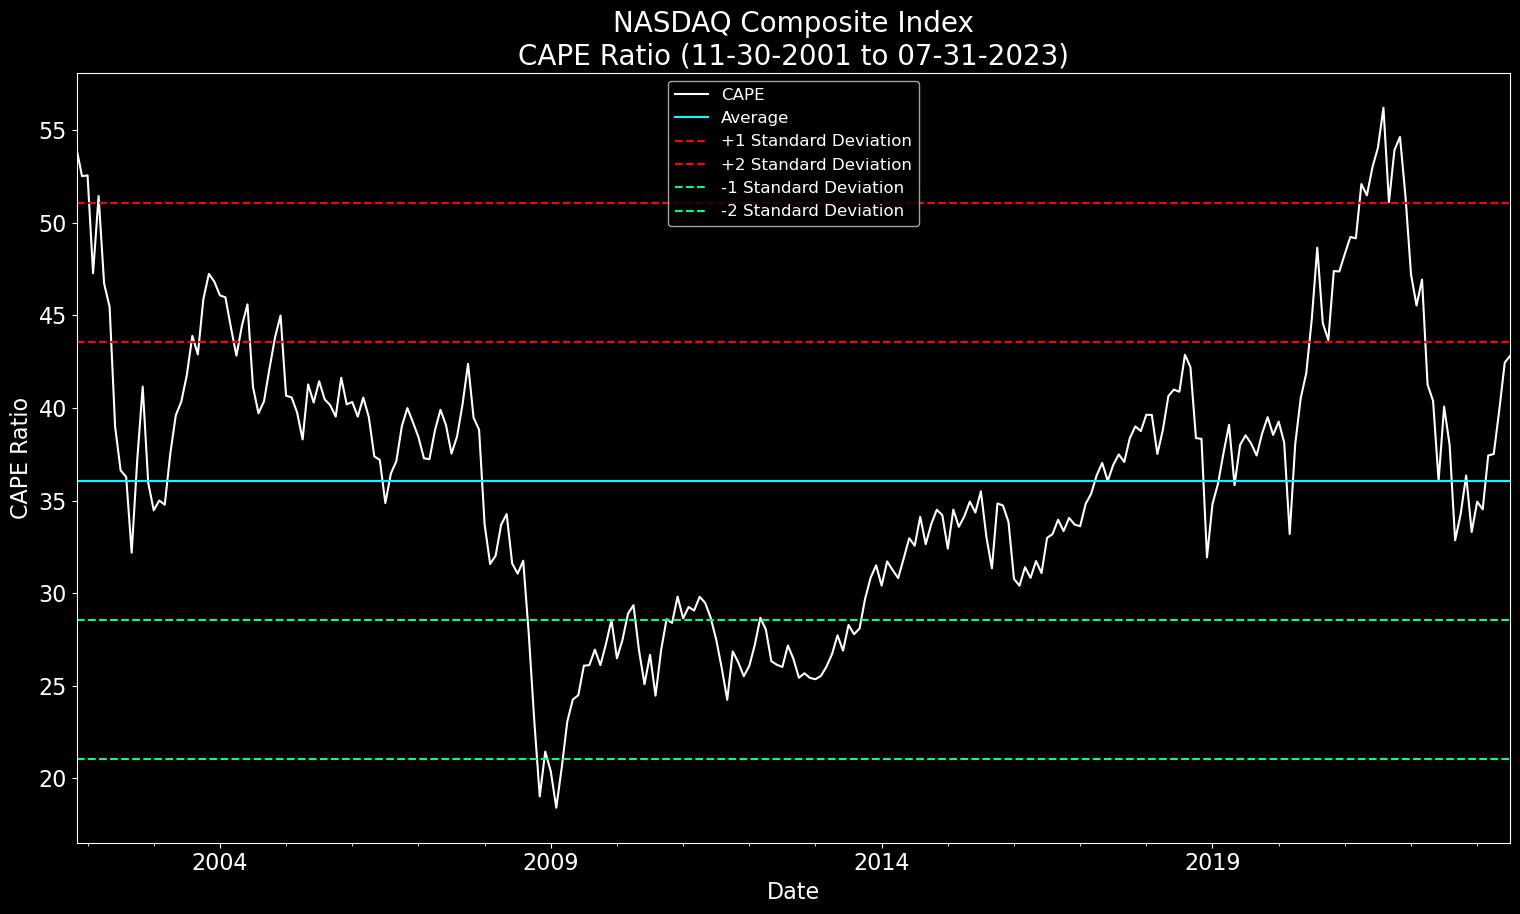 NASDAQ Composite Index
CAPE Ratio (11-30-2001 to 07-31-2023)
CAPE
Average
+1 Standard Deviation
+2 Standard Deviation
-1 Standard Deviation
-2 Standard Deviation
CAPE Ratio
55
50
45
40
35
30
25
20
2004
2009
2014
2019
Date